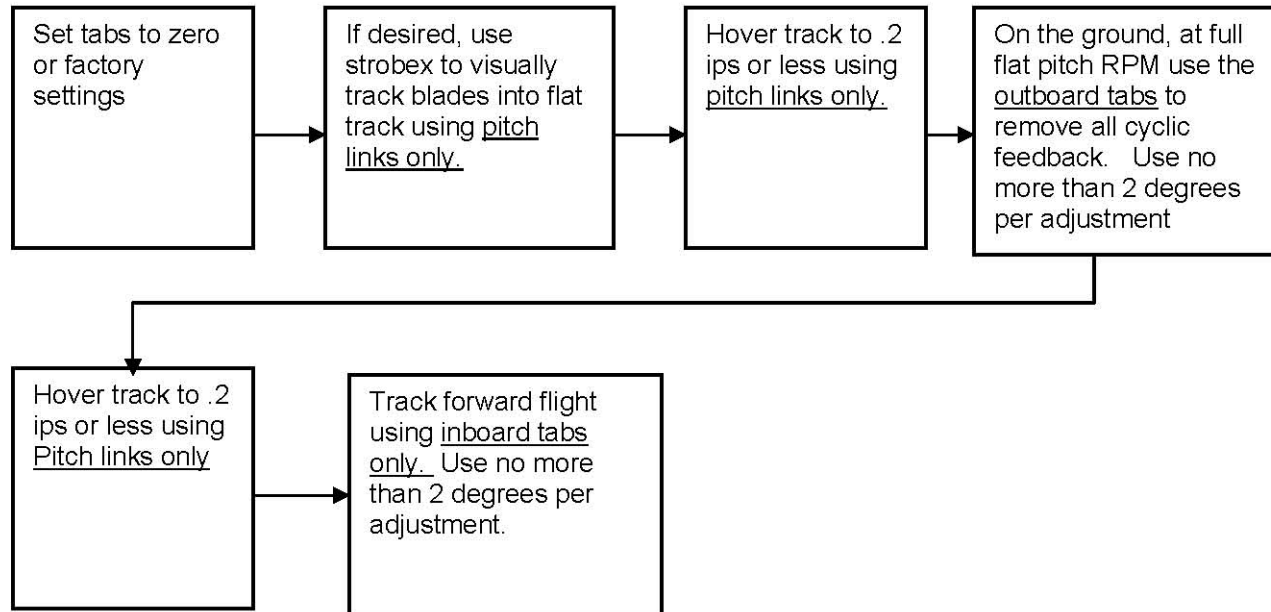 Set tabs to zero
or factory
settings
If desired, use
strobex to visually
track blades into flat
track using pitch
links only.
Hover track to .2
ips or less using
pitch links only.
On the ground, at full
flat pitch RPM use the
outboard tabs to
remove all cyclic
feedback.   Use no
more than 2 degrees
per adjustment
Hover track to .2
ips or less using
Pitch links only
Track forward flight
using inboard tabs
only.  Use no more
than 2 degrees per
adjustment.